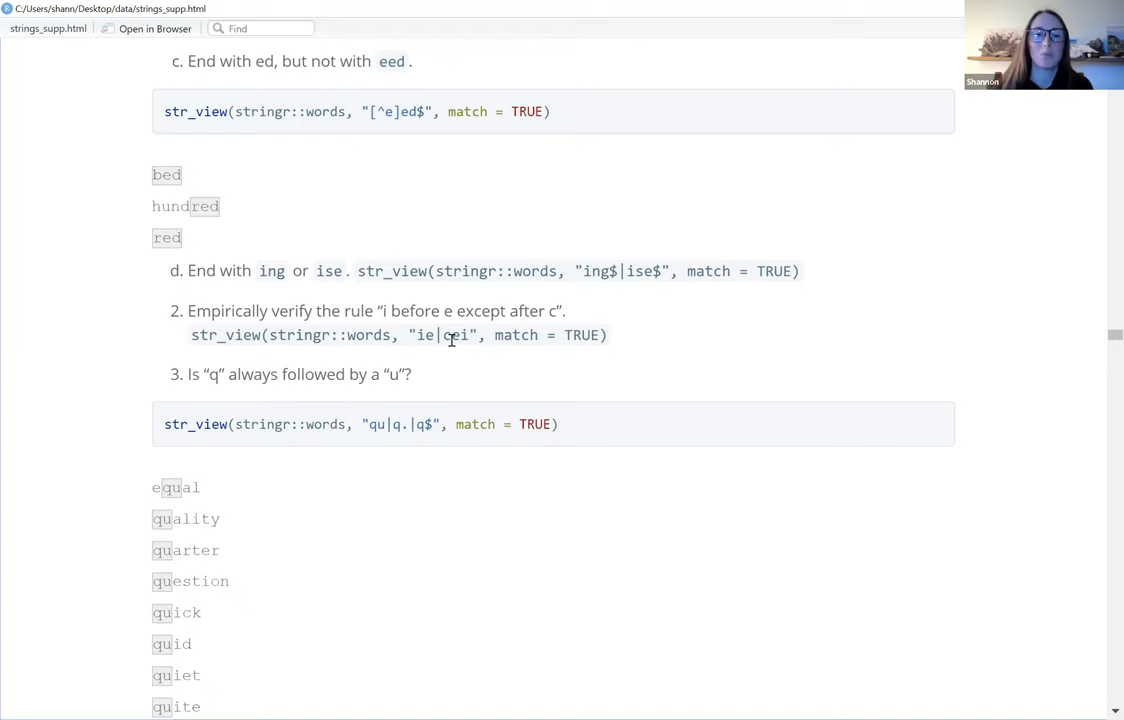 C:/Users/shann/Desktop/data/strings_supp.html
strings_supp.html Open in Browser Find
Shannon
c. End with ed, but not with eed.
str_view(stringr::words, "[^e]ed$", match = TRUE)
bed
hundred
red
d. End with ing or ise. str_view(stringr::words, "ing$|ise$", match = TRUE)
2. Empirically verify the rule “i before e except after c”.
str_view(stringr::words, "ie|cei", match = TRUE)
3. Is “q” always followed by a “u”?
str_view(stringr::words, "qu|q.|q$", match = TRUE)
equal
quality
quarter
question
quick
quid
quiet
quite